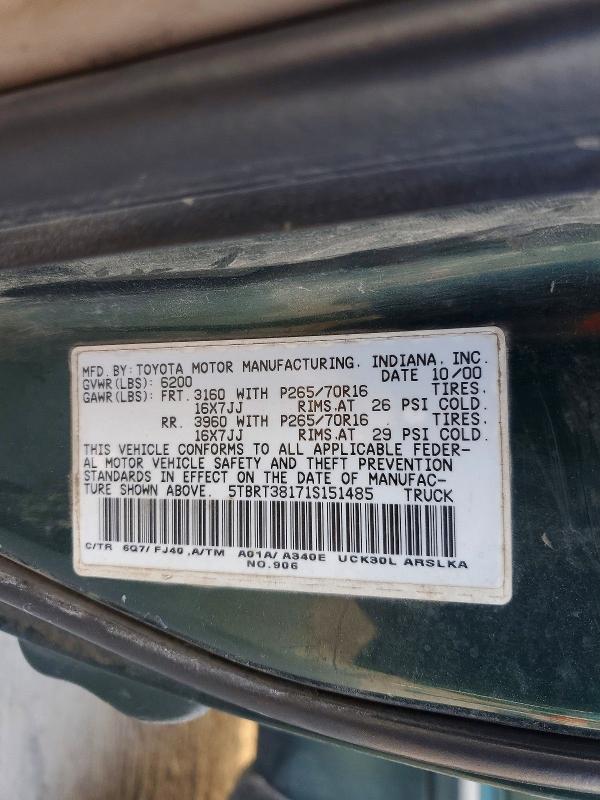 MFD. BY: TOYOTA MOTOR MANUFACTURING, INDIANA, INC.
GVWR(LBS): 6200 DATE 10/00
GAWR(LBS): FRT. 3160 WITH P265/70R16 TIRES.
16X7JJ RIMS.AT 26 PSI COLD.
RR. 3960 WITH P265/70R16 TIRES.
16X7JJ RIMS.AT 29 PSI COLD.
THIS VEHICLE CONFORMS TO ALL APPLICABLE FEDER-
AL MOTOR VEHICLE SAFETY AND THEFT PREVENTION
STANDARDS IN EFFECT ON THE DATE OF MANUFAC-
TURE SHOWN ABOVE. 5TBRT38171S151485 TRUCK
C/TR 6Q7/ FJ40 ,A/TM A01A/ A340E UCK30L ARSLKA
NO.906